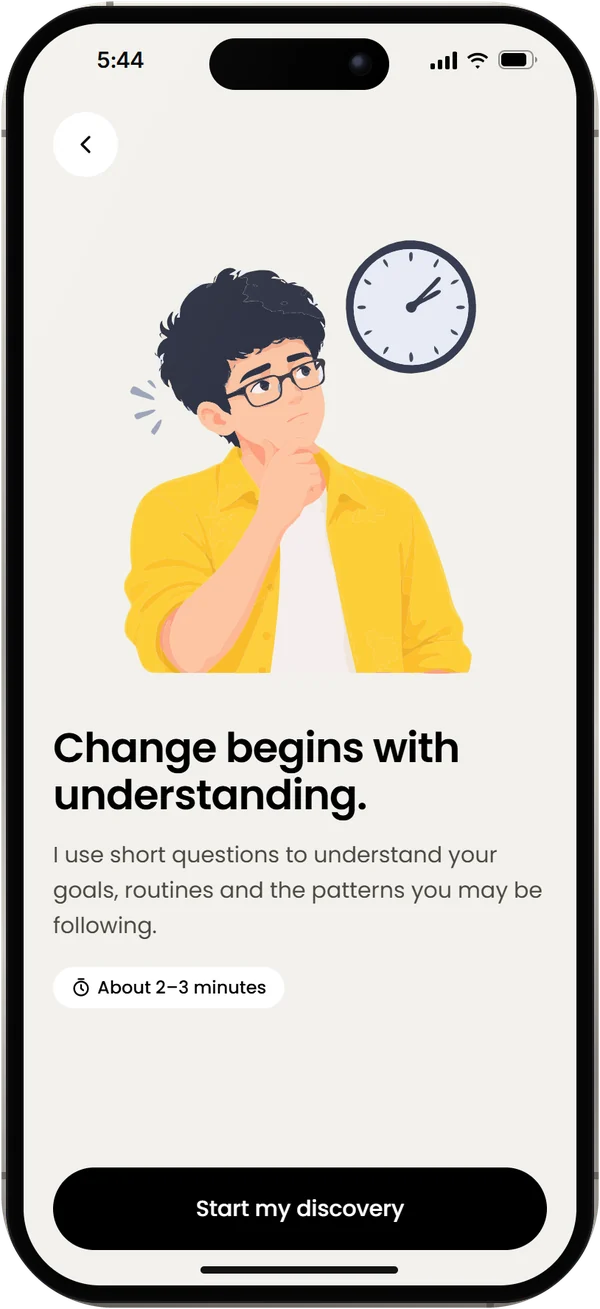 5:44
Change begins with
understanding.
I use short questions to understand your
goals, routines and the patterns you may be
following.
About 2–3 minutes
Start my discovery